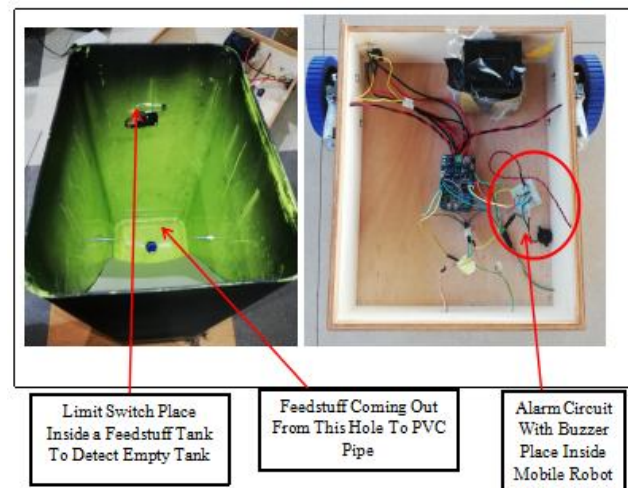 Limit Switch Place
Inside a Feedstuff Tank
To Detect Empty Tank
Feedstuff Coming Out
From This Hole To PVC
Pipe
Alarm Circuit
With Buzzer
Place Inside
Mobile Robot